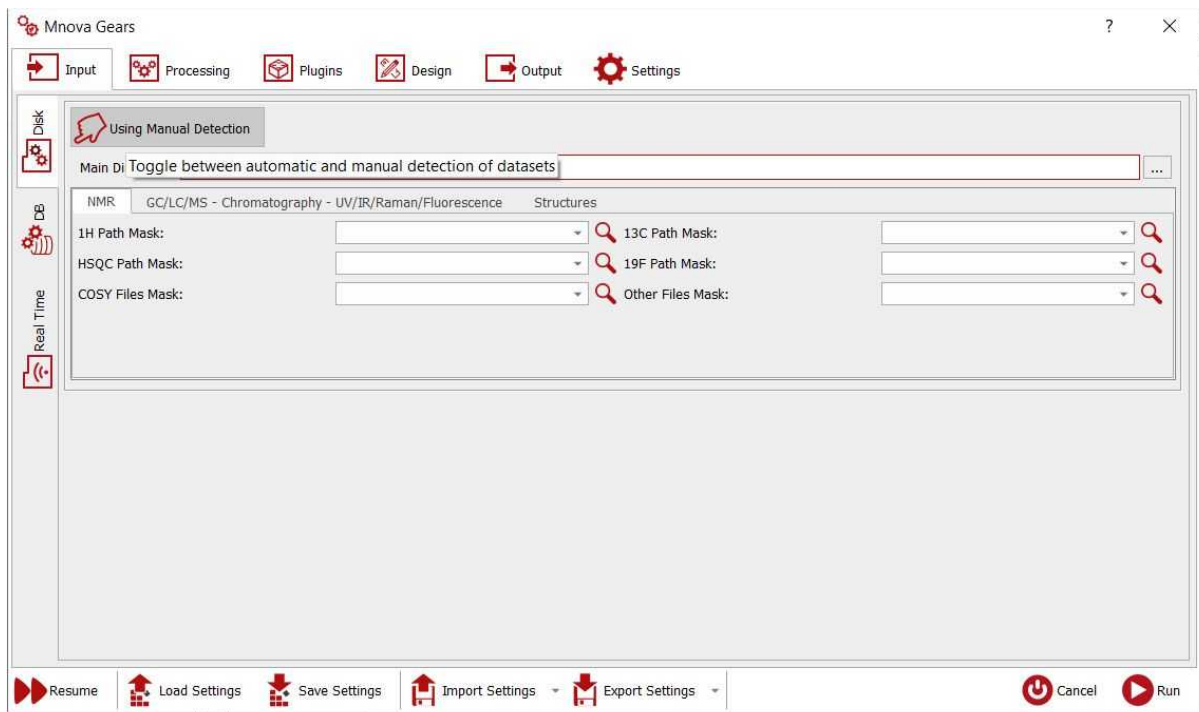 Mnova Gears ?
Input Processing Plugins Design Output Settings
Disk
Using Manual Detection
Main Di
Toggle between automatic and manual detection of datasets
...
DB
NMR GC/LC/MS - Chromatography - UV/IR/Raman/Fluorescence Structures
1H Path Mask: 13C Path Mask:
HSQC Path Mask: 19F Path Mask:
COSY Files Mask: Other Files Mask:
Real Time
Resume Load Settings Save Settings Import Settings Export Settings Cancel Run